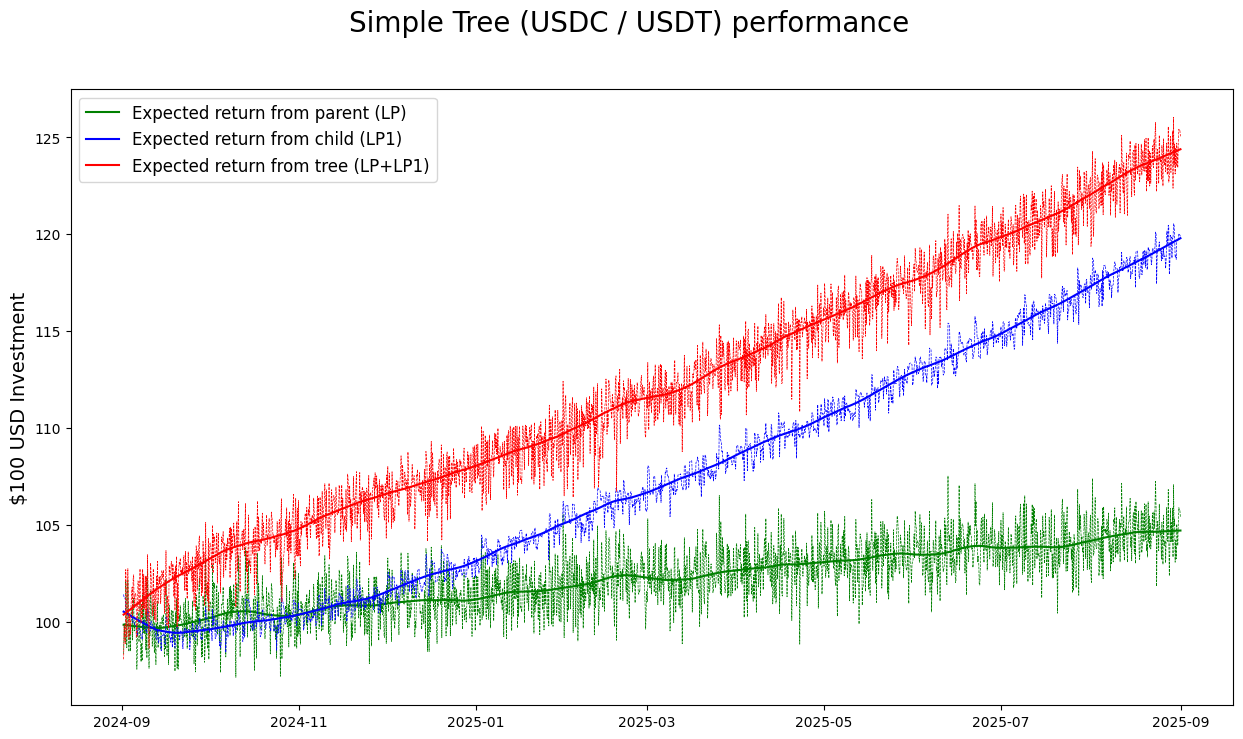 Simple Tree (USDC / USDT) performance
Expected return from parent (LP)
Expected return from child (LP1)
Expected return from tree (LP+LP1)
$100 USD Investment
125
120
115
110
105
100
2024-09
2024-11
2025-01
2025-03
2025-05
2025-07
2025-09